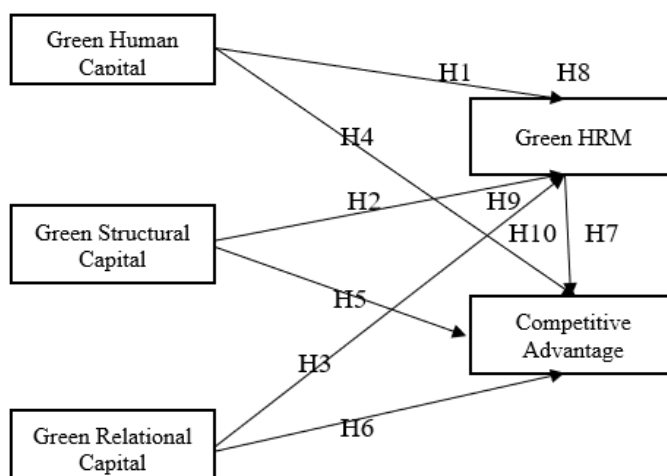 Green Human
Capital
H1
H8
Green HRM
H4
H2
H9
Green Structural
Capital
H10
H7
H5
Competitive
Advantage
H3
H6
Green Relational
Capital